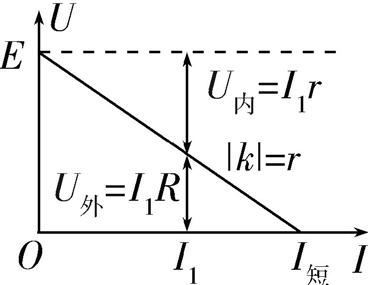 U
E
U内=I₁r
|k|=r
U外=I₁R
O
I₁
I短
I